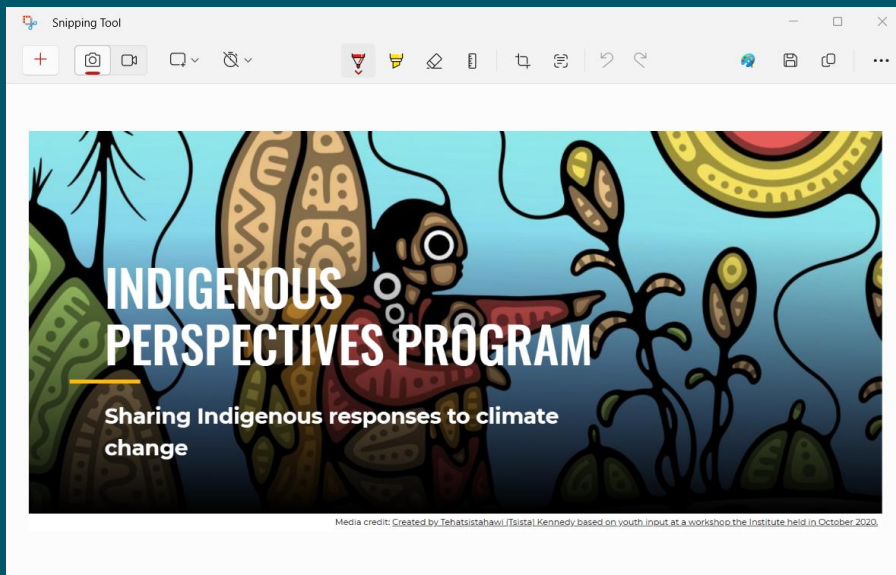 Snipping Tool
INDIGENOUS
PERSPECTIVES PROGRAM
Sharing Indigenous responses to climate
change
Media credit: Created by Tehatsistahawi (Tsista) Kennedy based on youth input at a workshop the Institute held in October 2020.